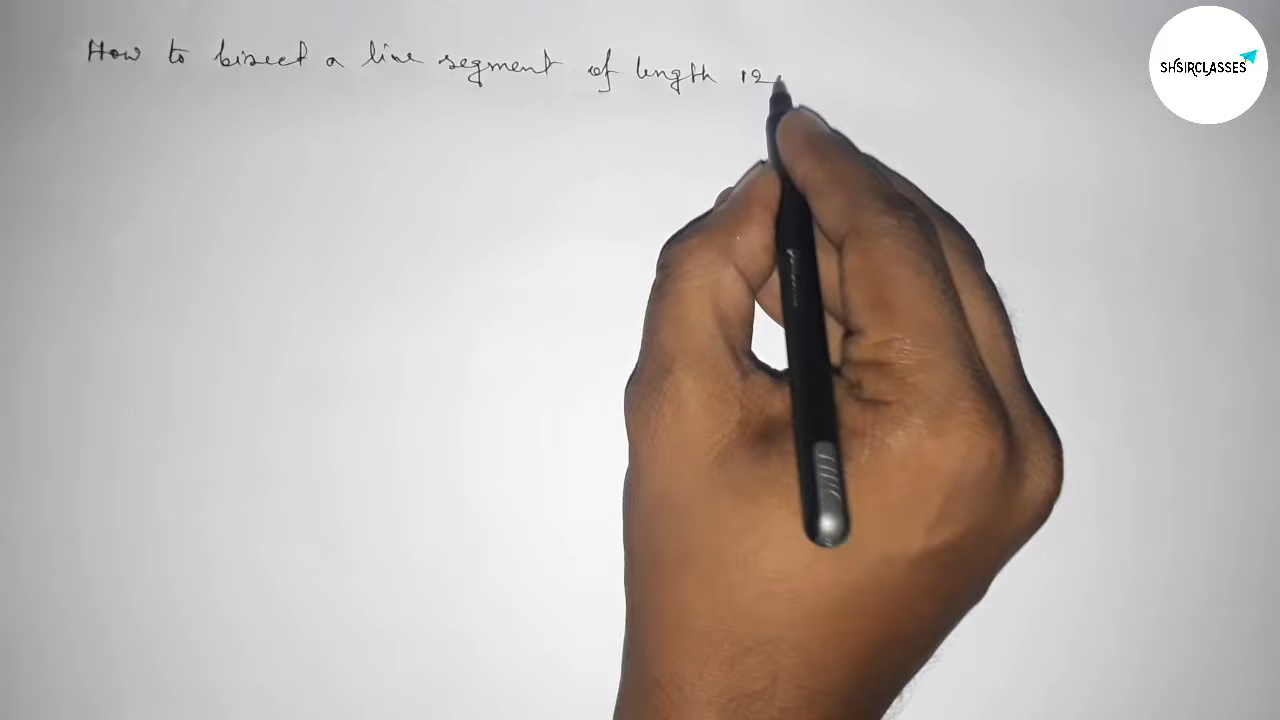 How to bisect a line segment of length 12
SHSIRCLASSES